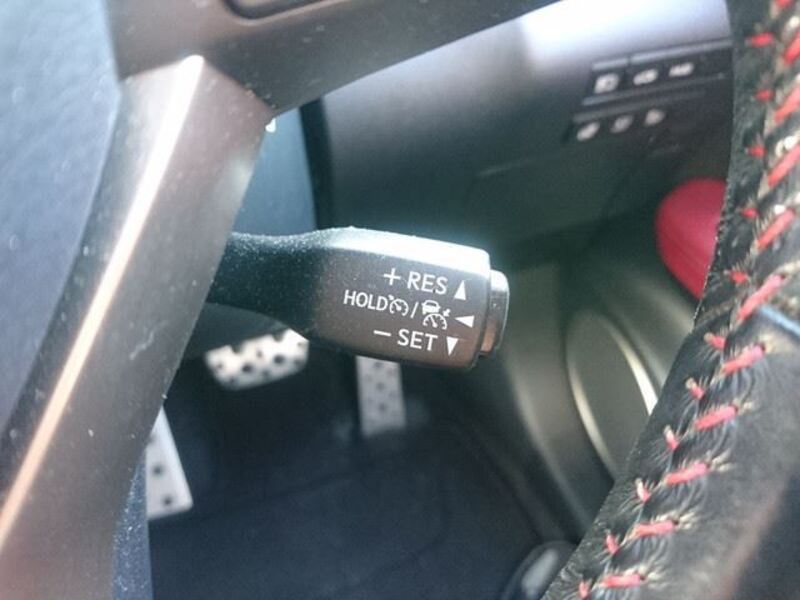 + RES
HOLD /
− SET